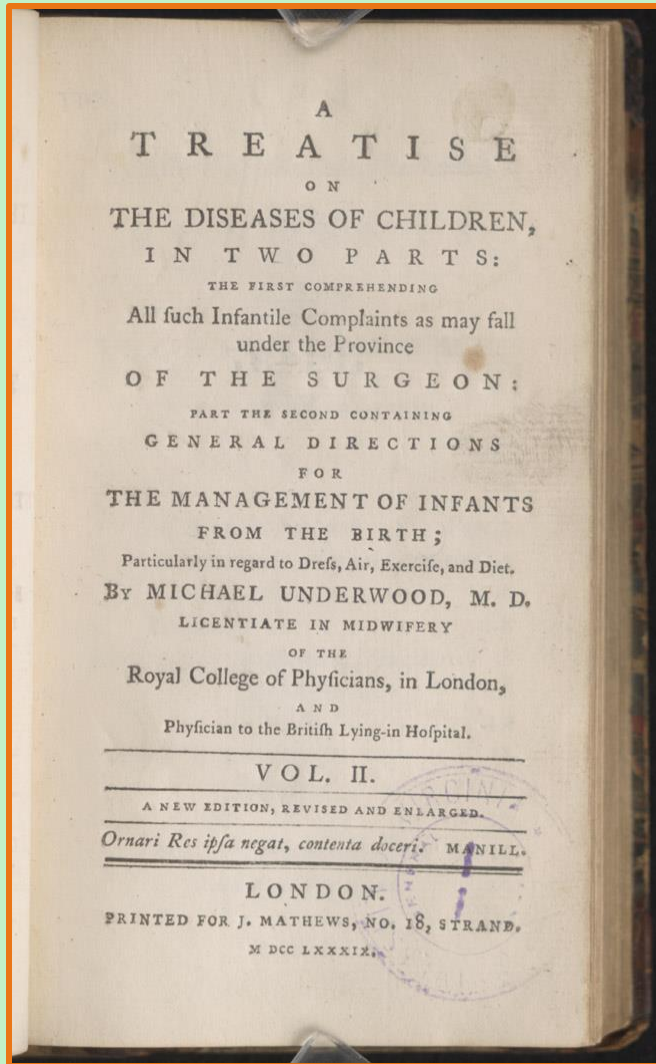 A
TREATISE
ON
THE DISEASES OF CHILDREN,
IN TWO PARTS:
THE FIRST COMPREHENDING
All ſuch Infantile Complaints as may fall
under the Province
OF THE SURGEON:
PART THE SECOND CONTAINING
GENERAL DIRECTIONS
FOR
THE MANAGEMENT OF INFANTS
FROM THE BIRTH;
Particularly in regard to Dreſs, Air, Exerciſe, and Diet.
By MICHAEL UNDERWOOD, M. D.
LICENTIATE IN MIDWIFERY
OF THE
Royal College of Phyſicians, in London,
AND
Phyſician to the Britiſh Lying-in Hoſpital.
VOL. II.
A NEW EDITION, REVISED AND ENLARGED.
Ornari Res ipſa negat, contenta doceri. MANILL.
LONDON.
PRINTED FOR J. MATHEWS, NO. 18, STRAND.
M DCC LXXXIX.